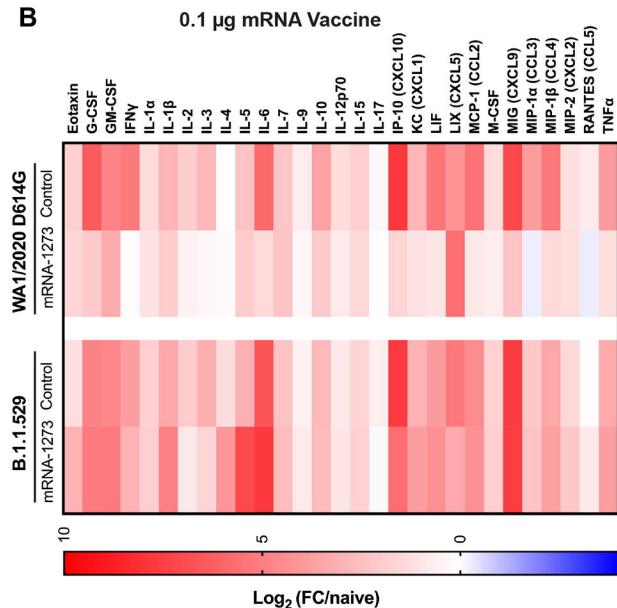 B
0.1 µg mRNA Vaccine
Eotaxin
G-CSF
GM-CSF
IFNγ
IL-1α
IL-1β
IL-2
IL-3
IL-4
IL-5
IL-6
IL-7
IL-9
IL-10
IL-12p70
IL-15
IL-17
IP-10 (CXCL10)
KC (CXCL1)
LIF
LIX (CXCL5)
MCP-1 (CCL2)
M-CSF
MIG (CXCL9)
MIP-1α (CCL3)
MIP-1β (CCL4)
MIP-2 (CXCL2)
RANTES (CCL5)
TNFα
WA1/2020 D614G
Control
mRNA-1273
B.1.1.529
Control
mRNA-1273
10
5
0
Log2 (FC/naive)